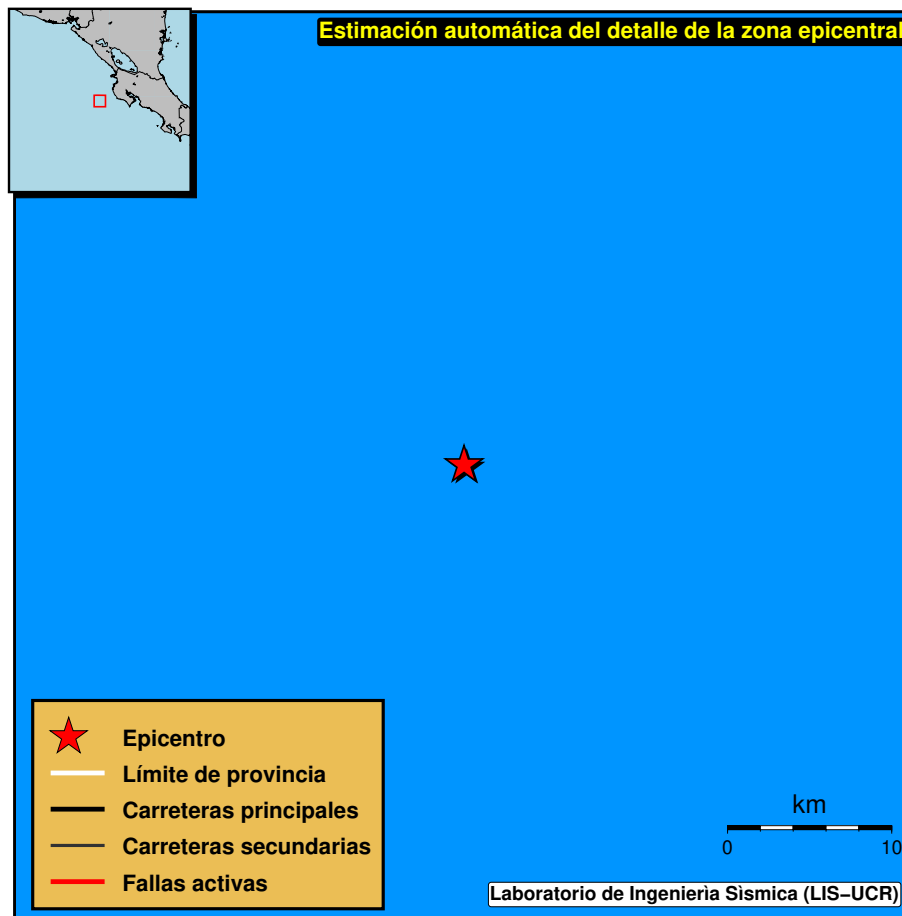 Estimación automática del detalle de la zona epicentral
Epicentro
Límite de provincia
Carreteras principales
Carreteras secundarias
Fallas activas
km
0 10
Laboratorio de Ingenierìa Sìsmica (LIS−UCR)